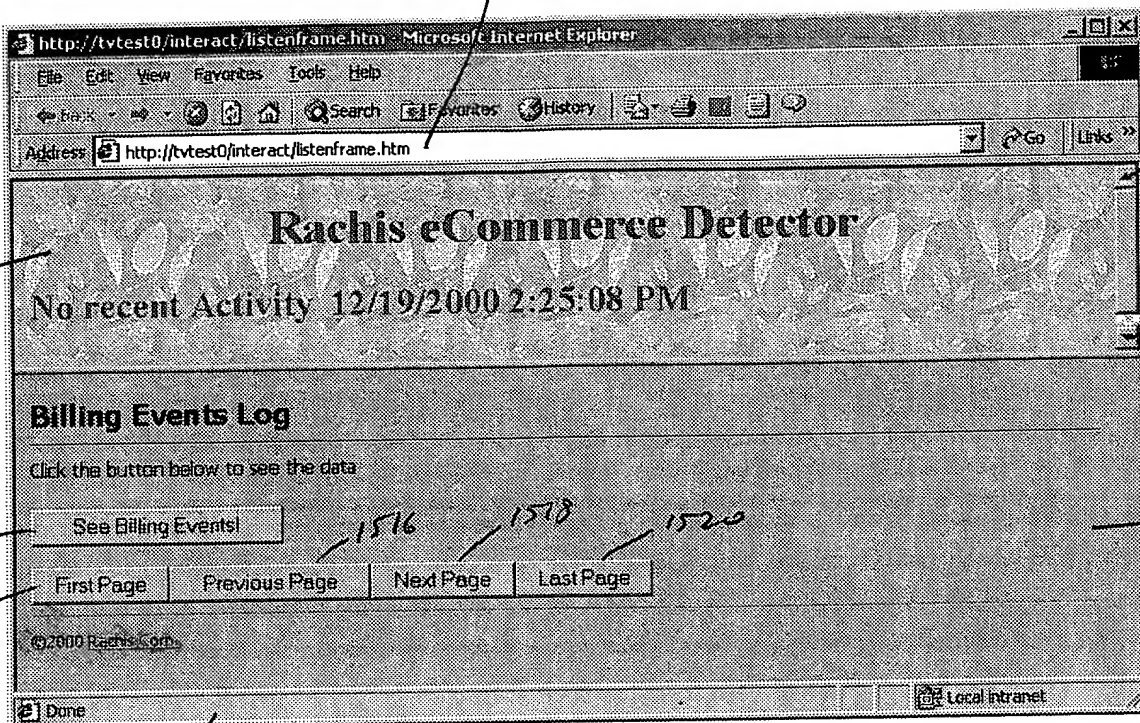 http://tvtest0/interact/listenframe.htm - Microsoft Internet Explorer
File Edit View Favorites Tools Help
Back Search Favorites History
Address http://tvtest0/interact/listenframe.htm Go Links »
Rachis eCommerce Detector
No recent Activity 12/19/2000 2:25:08 PM
Billing Events Log
Click the button below to see the data
See Billing Events!
1516 1518 1520
First Page Previous Page Next Page Last Page
©2000 Rachis Corp.
Done Local intranet